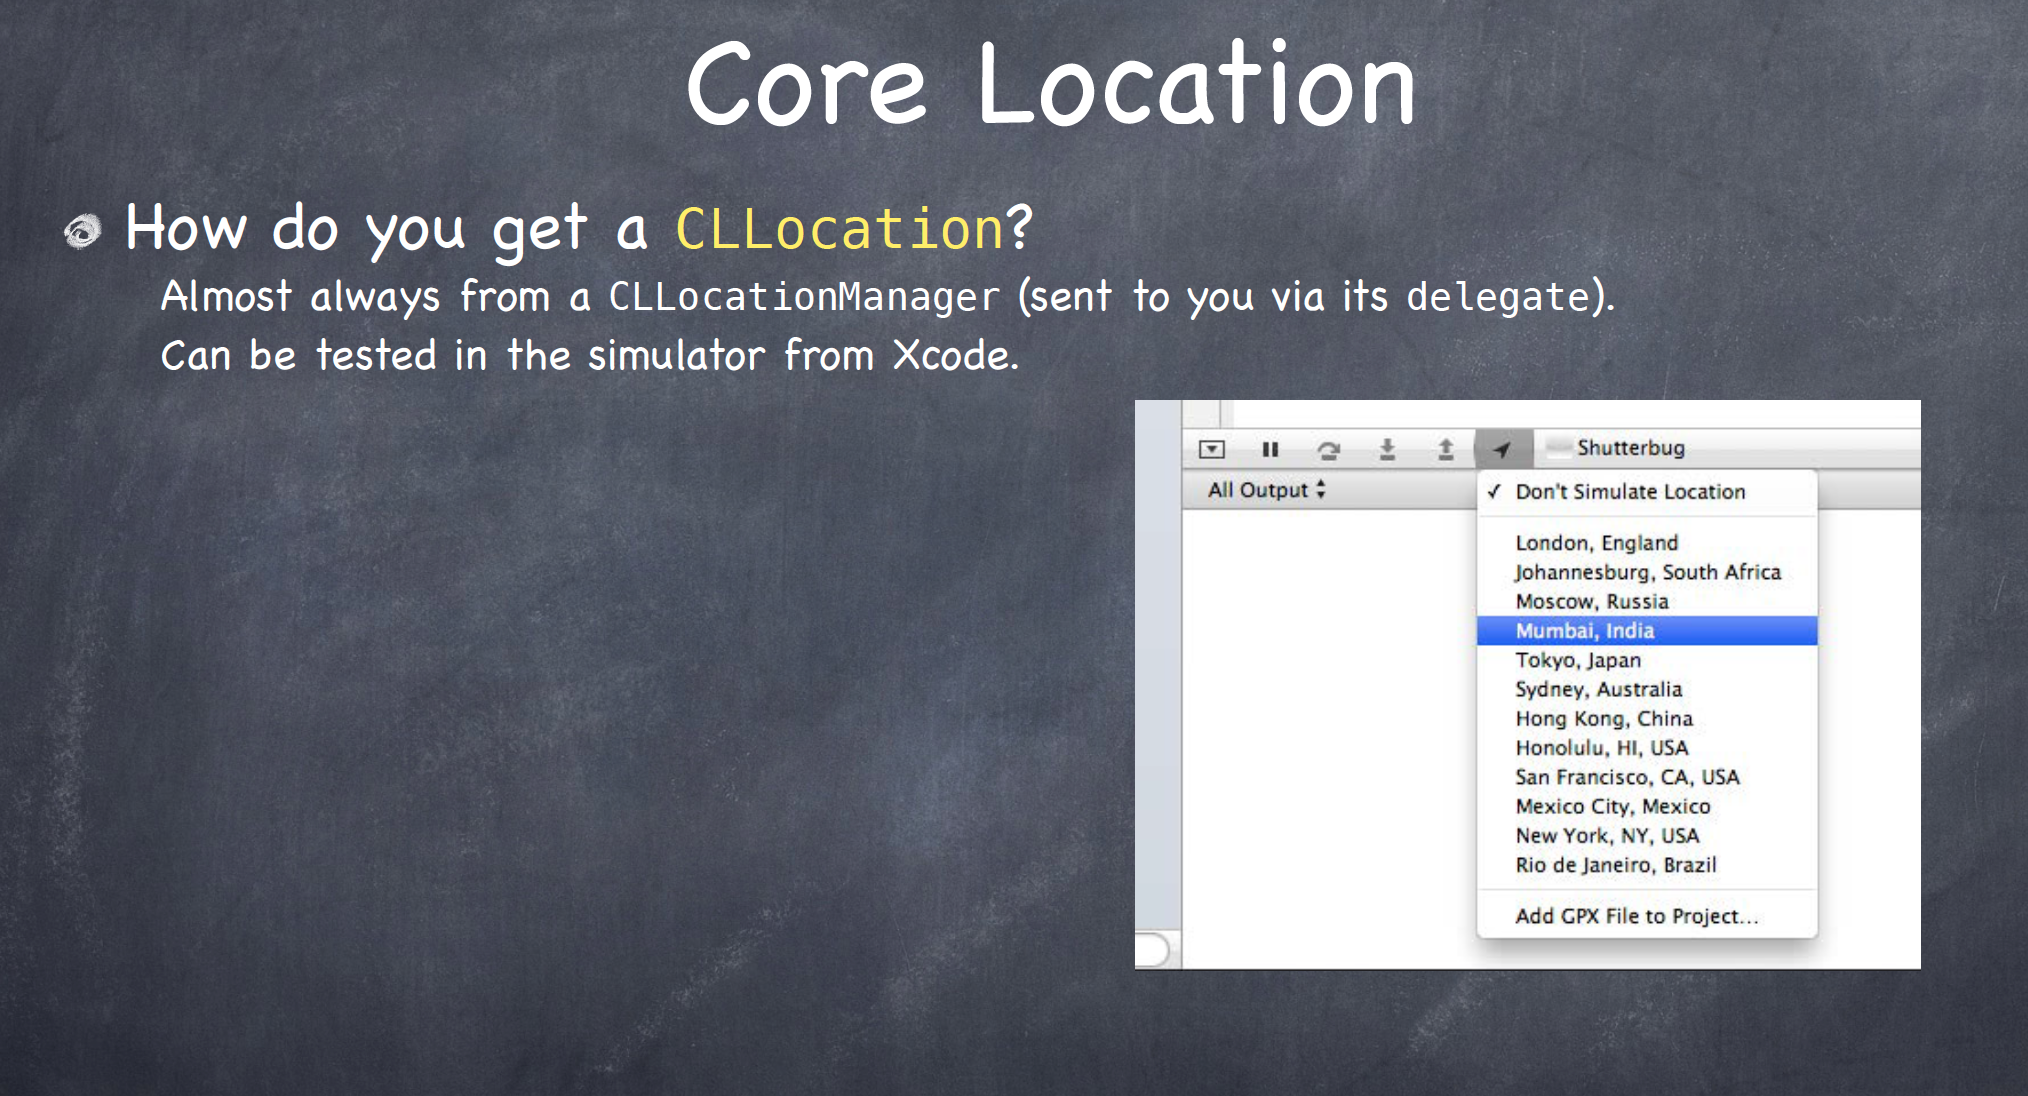 Core Location
How do you get a CLLocation?
Almost always from a CLLocationManager (sent to you via its delegate).
Can be tested in the simulator from Xcode.
Shutterbug
All Output
✓ Don't Simulate Location
London, England
Johannesburg, South Africa
Moscow, Russia
Mumbai, India
Tokyo, Japan
Sydney, Australia
Hong Kong, China
Honolulu, HI, USA
San Francisco, CA, USA
Mexico City, Mexico
New York, NY, USA
Rio de Janeiro, Brazil
Add GPX File to Project...